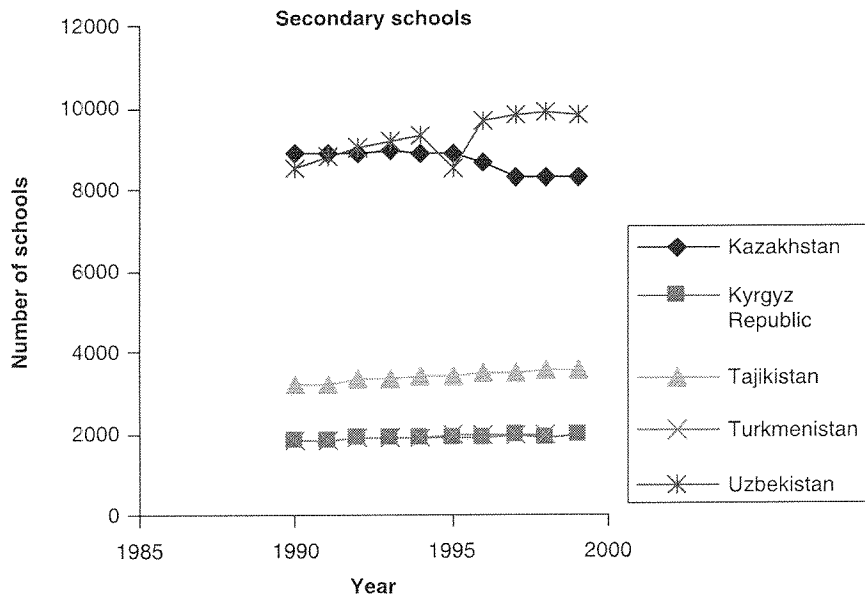 Secondary schools
12000
10000
8000
6000
4000
2000
0
1985
1990
1995
2000
Number of schools
Year
Kazakhstan
Kyrgyz
Republic
Tajikistan
Turkmenistan
Uzbekistan